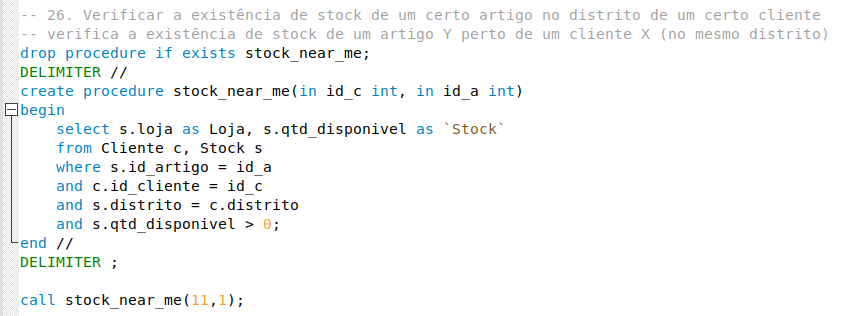 -- 26. Verificar a existência de stock de um certo artigo no distrito de um certo cliente
-- verifica a existência de stock de um artigo Y perto de um cliente X (no mesmo distrito)
drop procedure if exists stock_near_me;
DELIMITER //
create procedure stock_near_me(in id_c int, in id_a int)
begin
    select s.loja as Loja, s.qtd_disponivel as `Stock`
    from Cliente c, Stock s
    where s.id_artigo = id_a
    and c.id_cliente = id_c
    and s.distrito = c.distrito
    and s.qtd_disponivel > 0;
end //
DELIMITER ;

call stock_near_me(11,1);